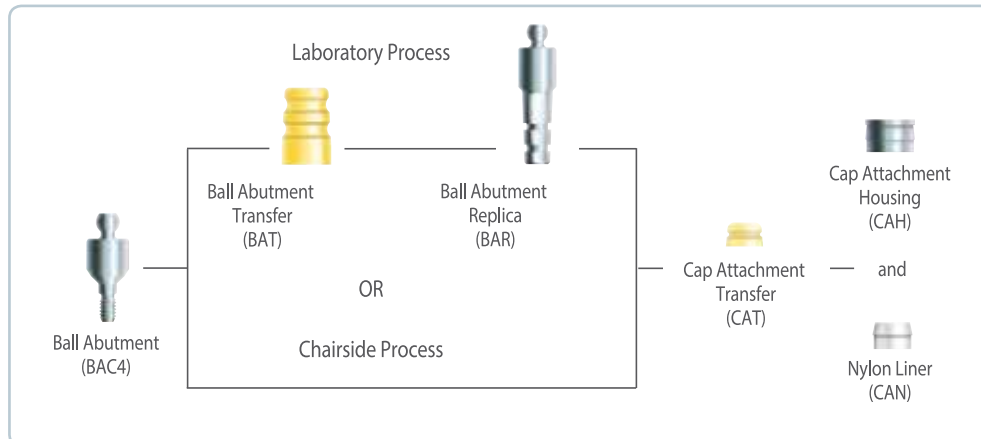 Laboratory Process
Ball Abutment
Transfer
(BAT)
Ball Abutment
Replica
(BAR)
Ball Abutment
(BAC4)
OR
Chairside Process
Cap Attachment
Transfer
(CAT)
Cap Attachment
Housing
(CAH)
and
Nylon Liner
(CAN)